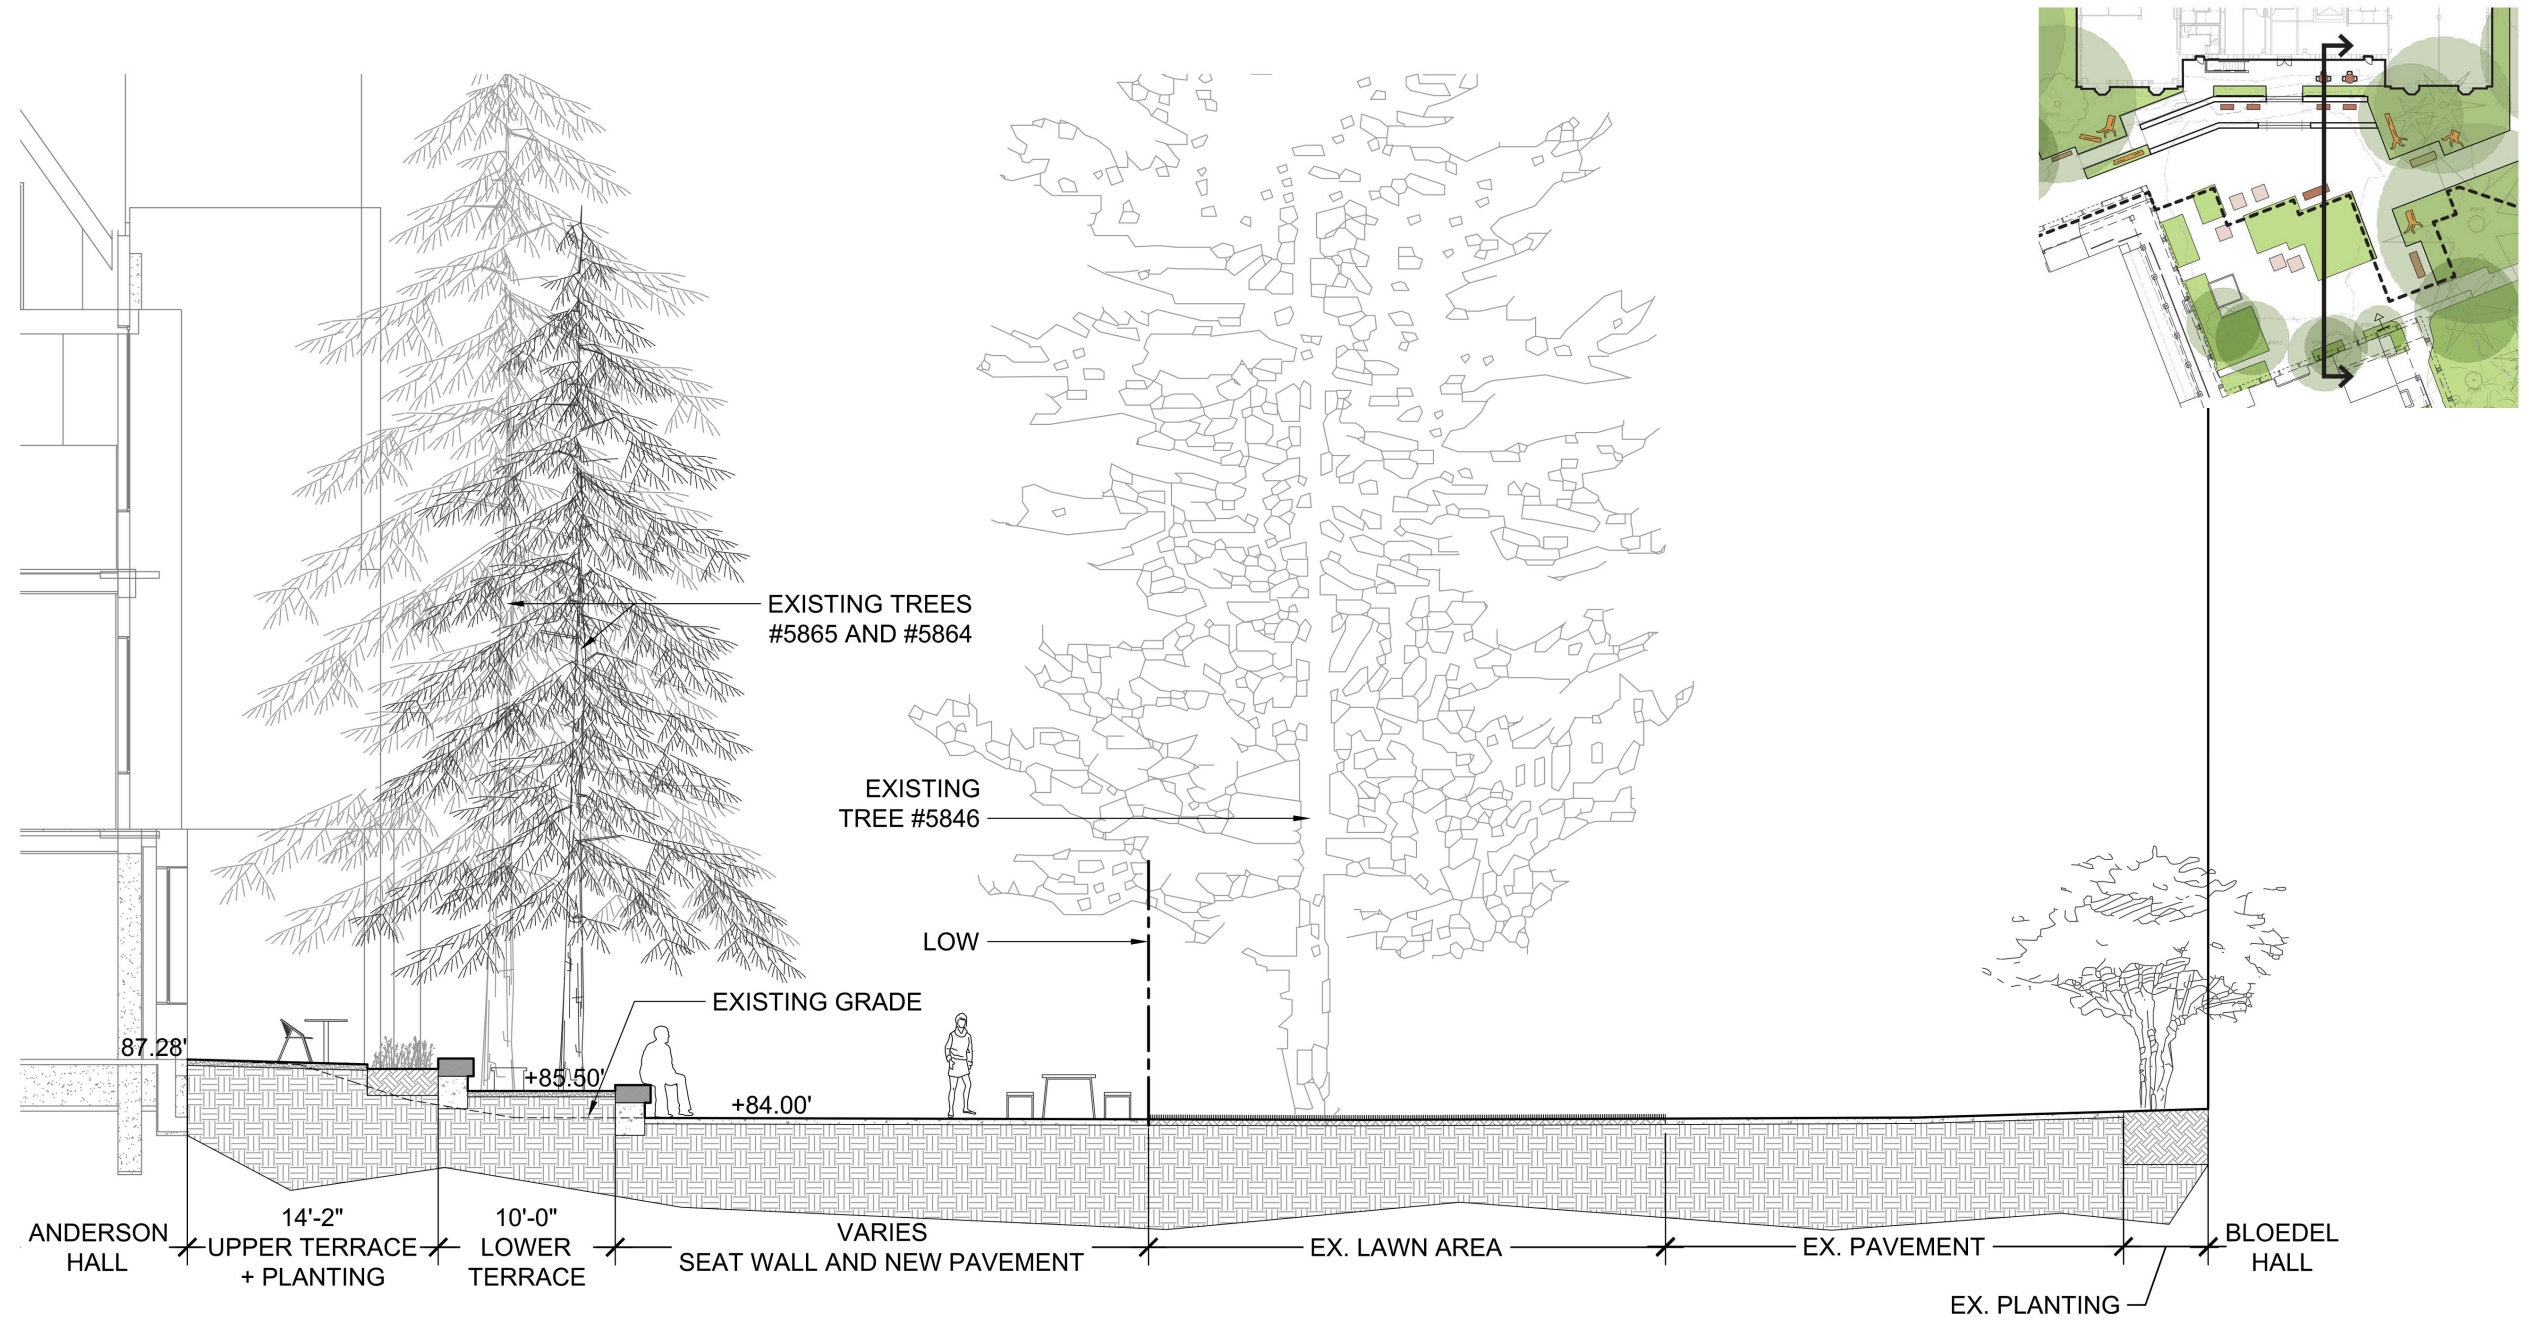 EXISTING TREES
#5865 AND #5864
EXISTING
TREE #5846
LOW
EXISTING GRADE
87.28'
+85.50'
+84.00'
ANDERSON
HALL
14'-2"
UPPER TERRACE
+ PLANTING
10'-0"
LOWER
TERRACE
VARIES
SEAT WALL AND NEW PAVEMENT
EX. LAWN AREA
EX. PAVEMENT
BLOEDEL
HALL
EX. PLANTING